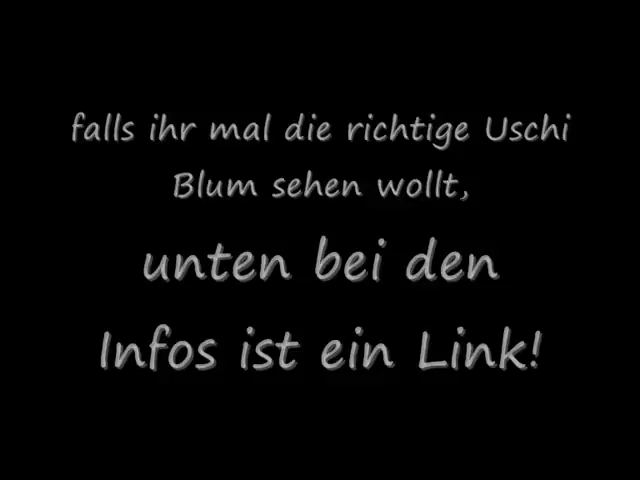 falls ihr mal die richtige Uschi
Blum sehen wollt,
unten bei den
Infos ist ein Link!